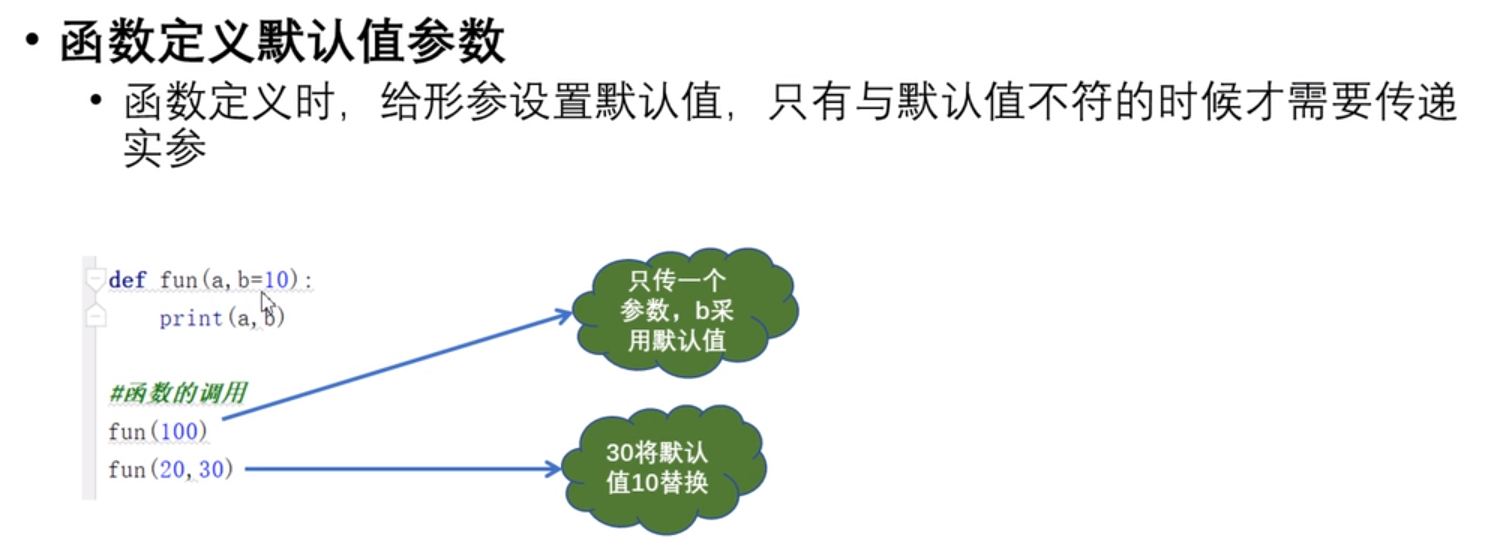 • 函数定义默认值参数
• 函数定义时，给形参设置默认值，只有与默认值不符的时候才需要传递
实参
def fun(a,b=10):
print(a,b)
#函数的调用
fun(100)
fun(20,30)
只传一个
参数，b采
用默认值
30将默认
值10替换